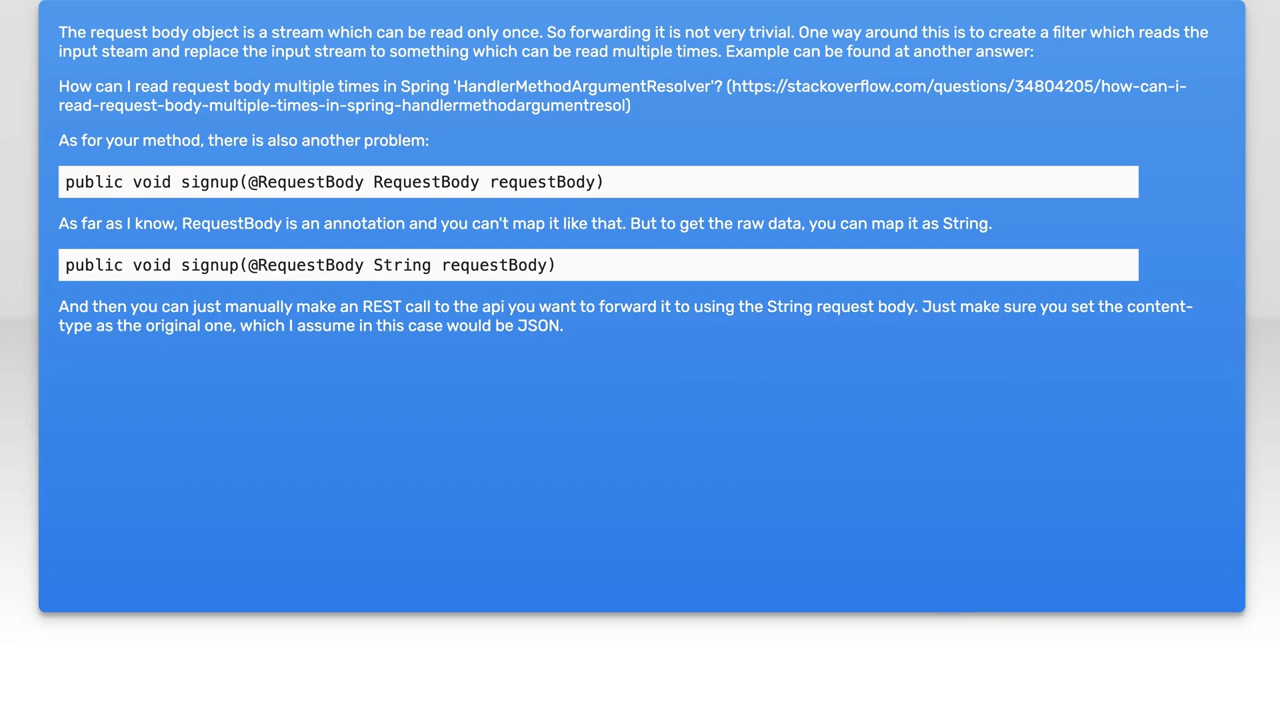 The request body object is a stream which can be read only once. So forwarding it is not very trivial. One way around this is to create a filter which reads the
input steam and replace the input stream to something which can be read multiple times. Example can be found at another answer:
How can I read request body multiple times in Spring 'HandlerMethodArgumentResolver'? (https://stackoverflow.com/questions/34804205/how-can-i-
read-request-body-multiple-times-in-spring-handlermethodargumentresol)
As for your method, there is also another problem:
public void signup(@RequestBody RequestBody requestBody)
As far as I know, RequestBody is an annotation and you can't map it like that. But to get the raw data, you can map it as String.
public void signup(@RequestBody String requestBody)
And then you can just manually make an REST call to the api you want to forward it to using the String request body. Just make sure you set the content-
type as the original one, which I assume in this case would be JSON.